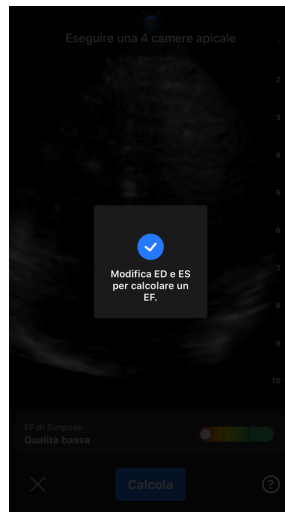 Eseguire una 4 camere apicale
2
3
4
5
6
7
8
9
10
Modifica ED e ES
per calcolare un
EF.
EF di Simpson
Qualità bassa
Calcola
?